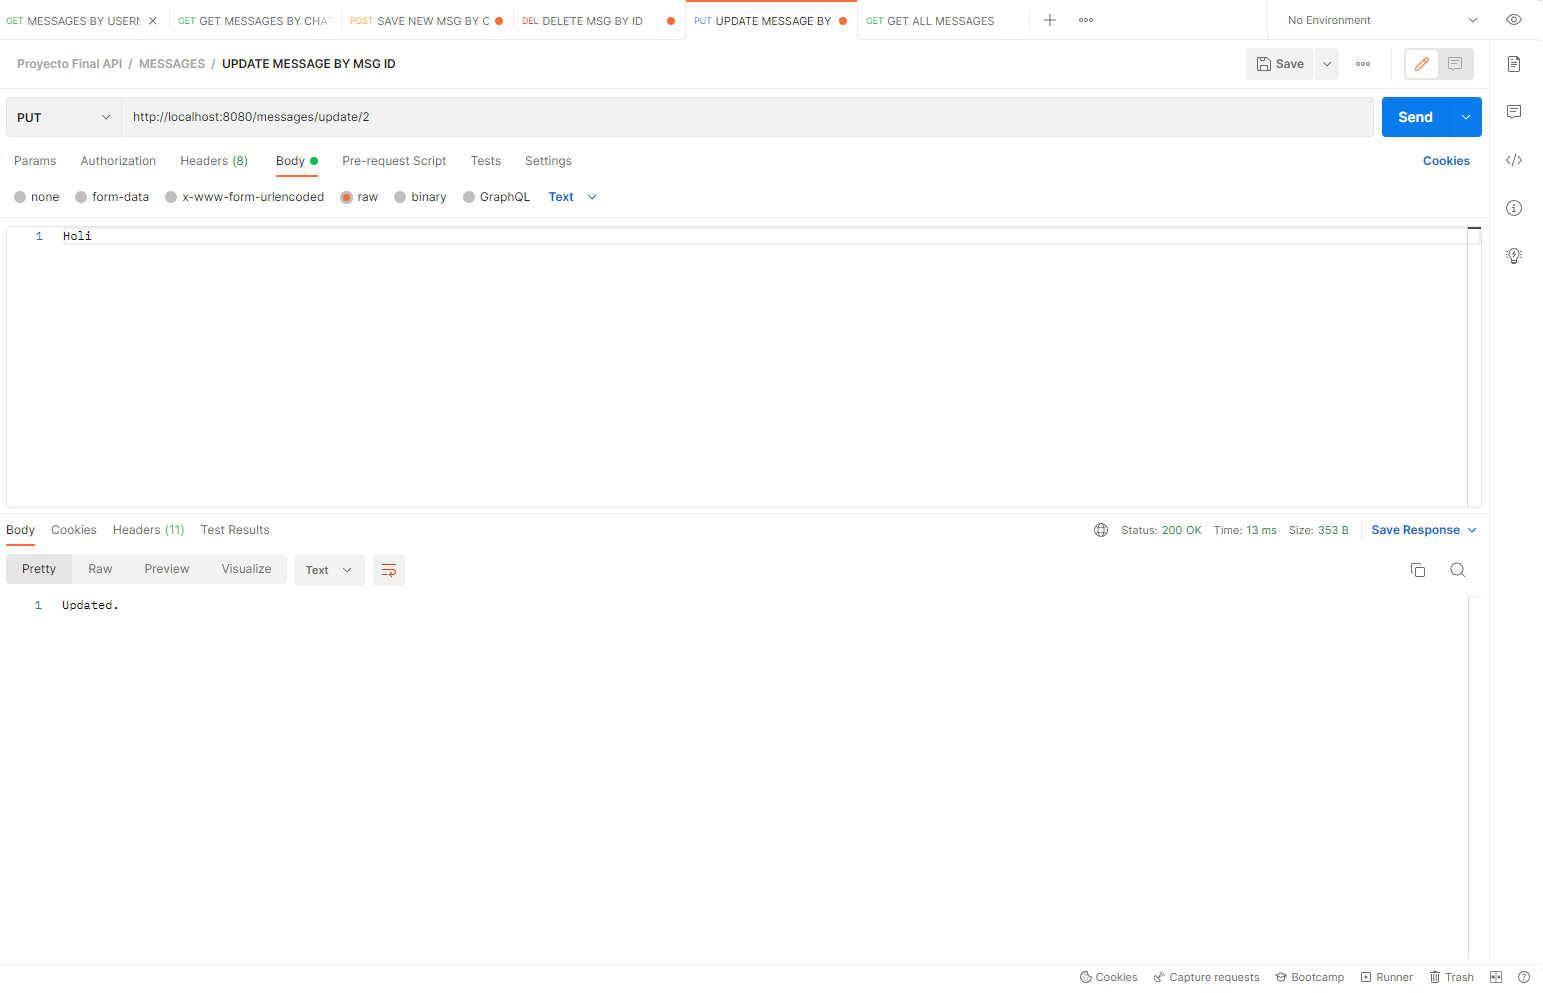 GET MESSAGES BY USERN GET GET MESSAGES BY CHA POST SAVE NEW MSG BY C DEL DELETE MSG BY ID PUT UPDATE MESSAGE BY GET GET ALL MESSAGES No Environment
Proyecto Final API / MESSAGES / UPDATE MESSAGE BY MSG ID Save
PUT http://localhost:8080/messages/update/2 Send
Params Authorization Headers (8) Body Pre-request Script Tests Settings Cookies
none form-data x-www-form-urlencoded raw binary GraphQL Text
1 Holi
Body Cookies Headers (11) Test Results Status: 200 OK Time: 13 ms Size: 353 B Save Response
Pretty Raw Preview Visualize Text
1 Updated.
Cookies Capture requests Bootcamp Runner Trash